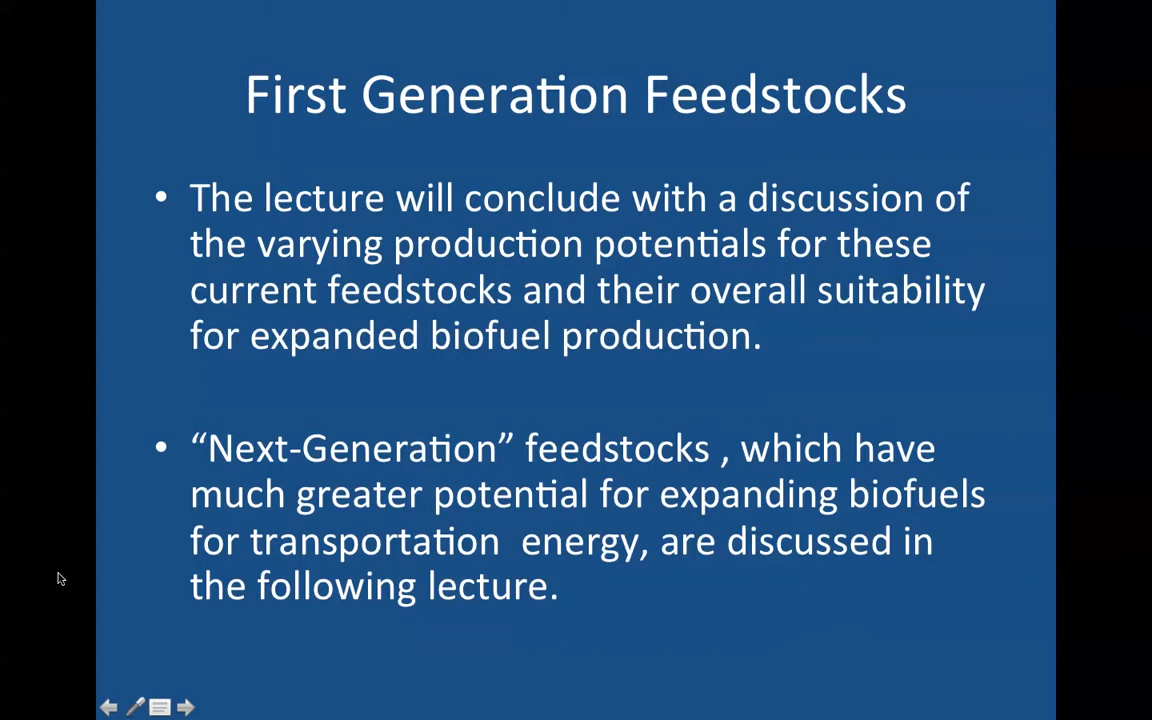 First Generation Feedstocks
• The lecture will conclude with a discussion of
the varying production potentials for these
current feedstocks and their overall suitability
for expanded biofuel production.
• “Next-Generation” feedstocks , which have
much greater potential for expanding biofuels
for transportation  energy, are discussed in
the following lecture.